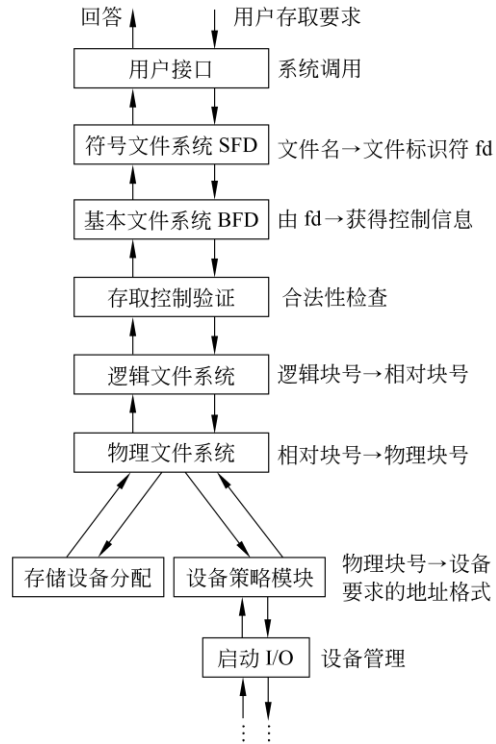 回答
用户存取要求
用户接口
系统调用
符号文件系统 SFD
文件名→文件标识符 fd
基本文件系统 BFD
由 fd→获得控制信息
存取控制验证
合法性检查
逻辑文件系统
逻辑块号→相对块号
物理文件系统
相对块号→物理块号
存储设备分配
设备策略模块
物理块号→设备
要求的地址格式
启动 I/O
设备管理